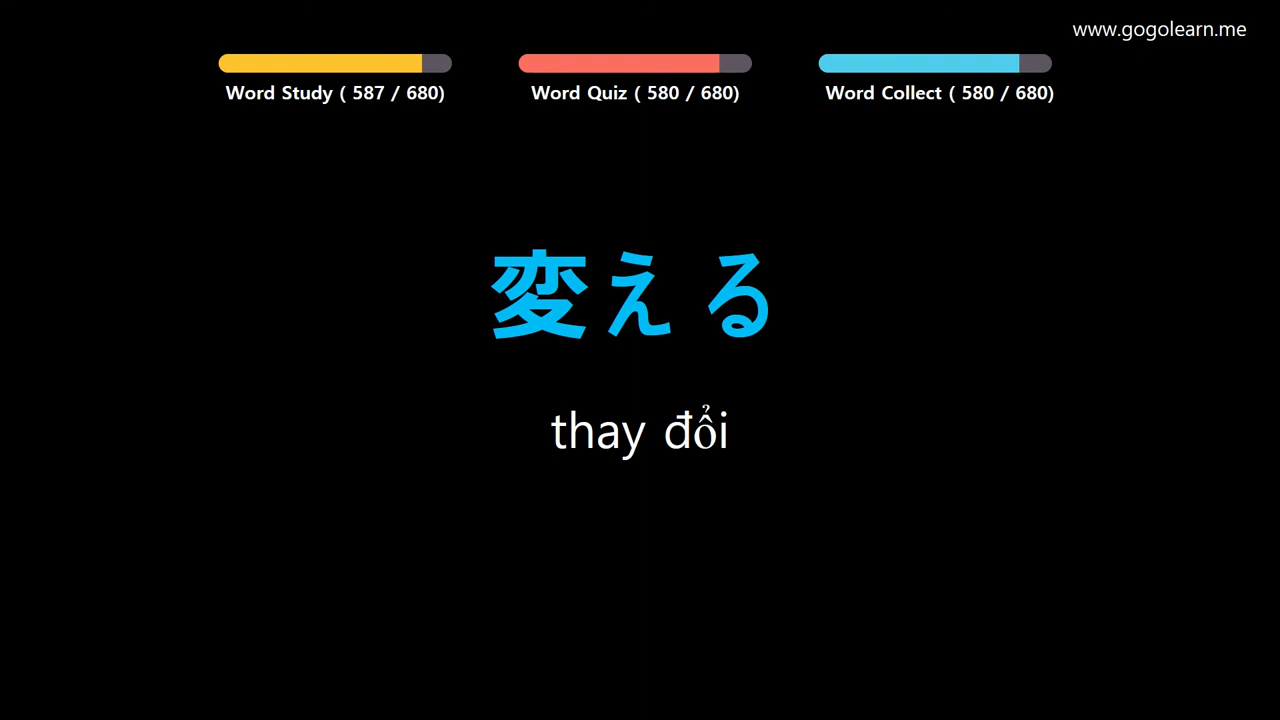 www.gogolearn.me
Word Study ( 587 / 680)
Word Quiz ( 580 / 680)
Word Collect ( 580 / 680)
変える
thay đổi